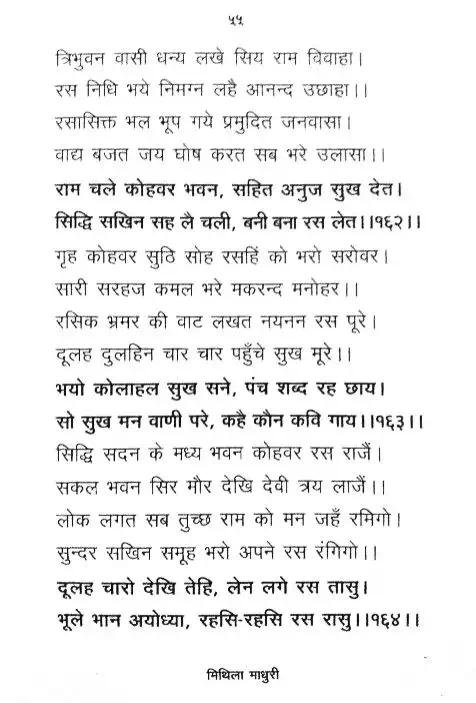 ५५
त्रिभुवन वासी धन्य लखे सिय राम विवाहा।
रस निधि भये निमग्न लहै आनन्द उछाहा।।
रसासिक्त भल भूप गये प्रमुदित जनवासा।
वाद्य बजत जय घोष करत सब भरे उलासा।।
राम चले कोहवर भवन, सहित अनुज सुख देत।
सिद्धि सखिन सह लै चली, बनी बना रस लेत।।१६२।।
गृह कोहवर सुठि सोह रसहिं को भरो सरोवर।
सारी सरहज कमल भरे मकरन्द मनोहर।।
रसिक भ्रमर की वाट लखत नयनन रस पूरे।
दूलह दुलहिन चार चार पहुँचे सुख मूरे।।
भयो कोलाहल सुख सने, पंच शब्द रह छाय।
सो सुख मन वाणी परे, कहै कौन कवि गाय।।१६३।।
सिद्धि सदन के मध्य भवन कोहवर रस राजैं।
सकल भवन सिर मौर देखि देवी त्रय लाजैं।।
लोक लगत सब तुच्छ राम को मन जहँ रमिगो।
सुन्दर सखिन समूह भरो अपने रस रंगिगो।।
दूलह चारो देखि तेहि, लेन लगे रस तासु।
भूले भान अयोध्या, रहसि-रहसि रस रासु।।१६४।।
मिथिला माधुरी